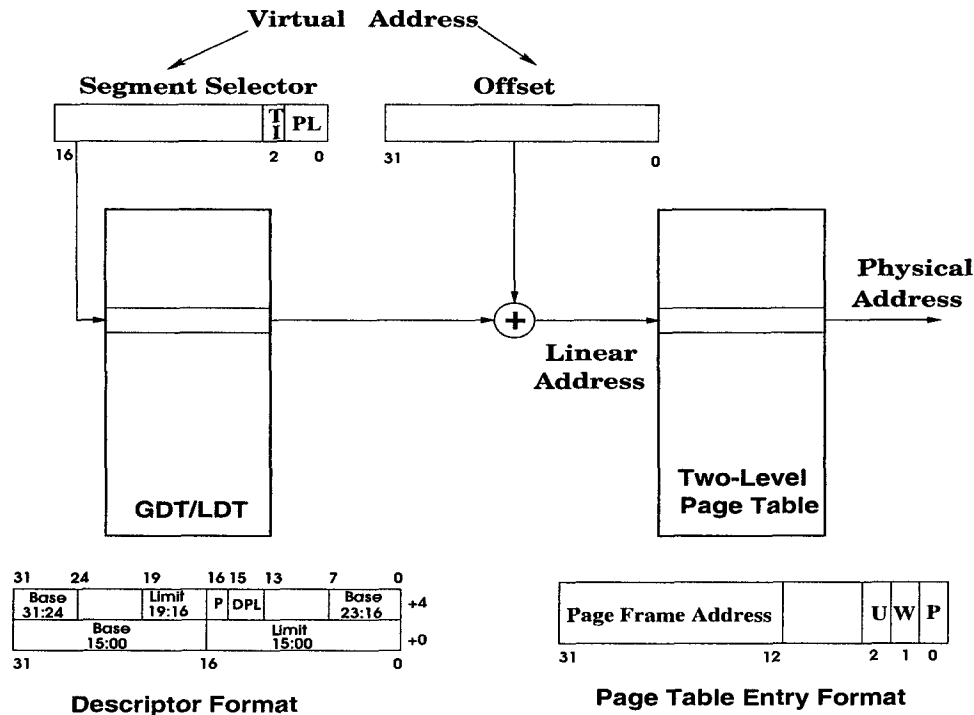 Virtual Address
Segment Selector
Offset
T
I
PL
16
2
0
31
0
Physical
Address
Linear
Address
GDT/LDT
Two-Level
Page Table
31
24
19
16
15
13
7
0
Base
31:24
Limit
19:16
P
DPL
Base
23:16
+4
Base
15:00
Limit
15:00
+0
31
16
0
Descriptor Format
Page Frame Address
U
W
P
31
12
2
1
0
Page Table Entry Format